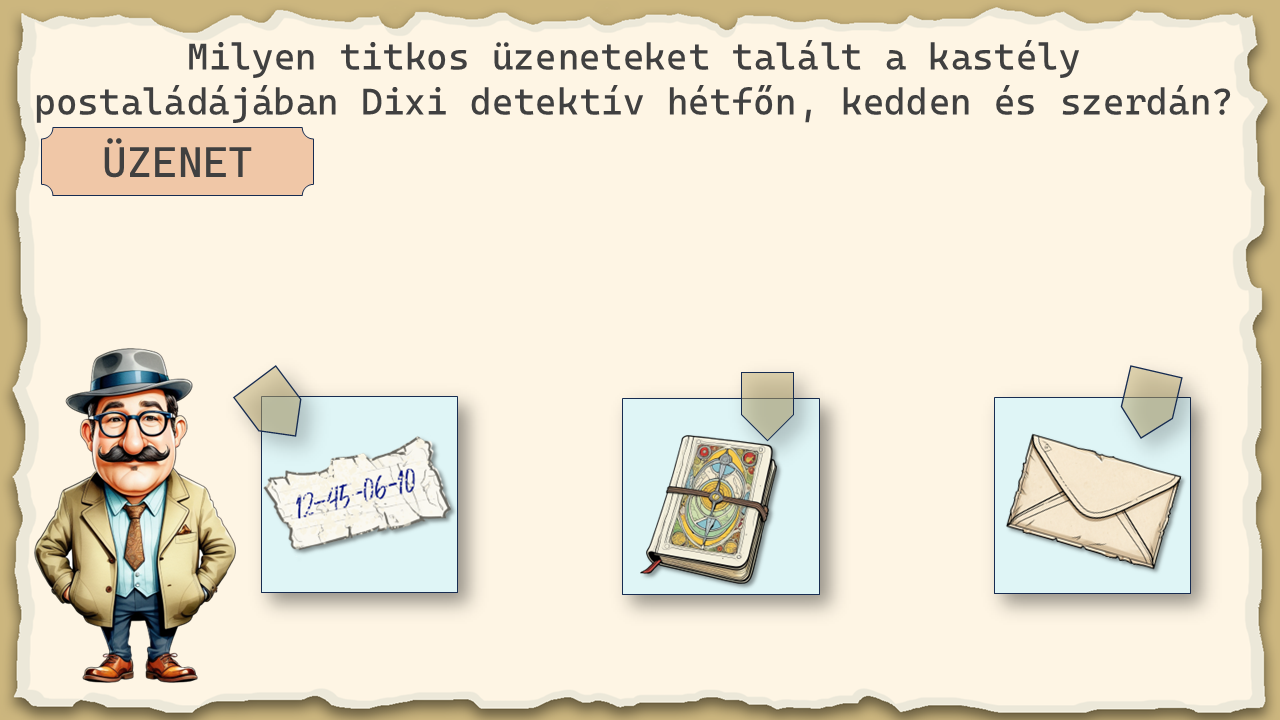 Milyen titkos üzeneteket talált a kastély
postaládájában Dixi detektív hétfőn, kedden és szerdán?
ÜZENET
12-45-06-10